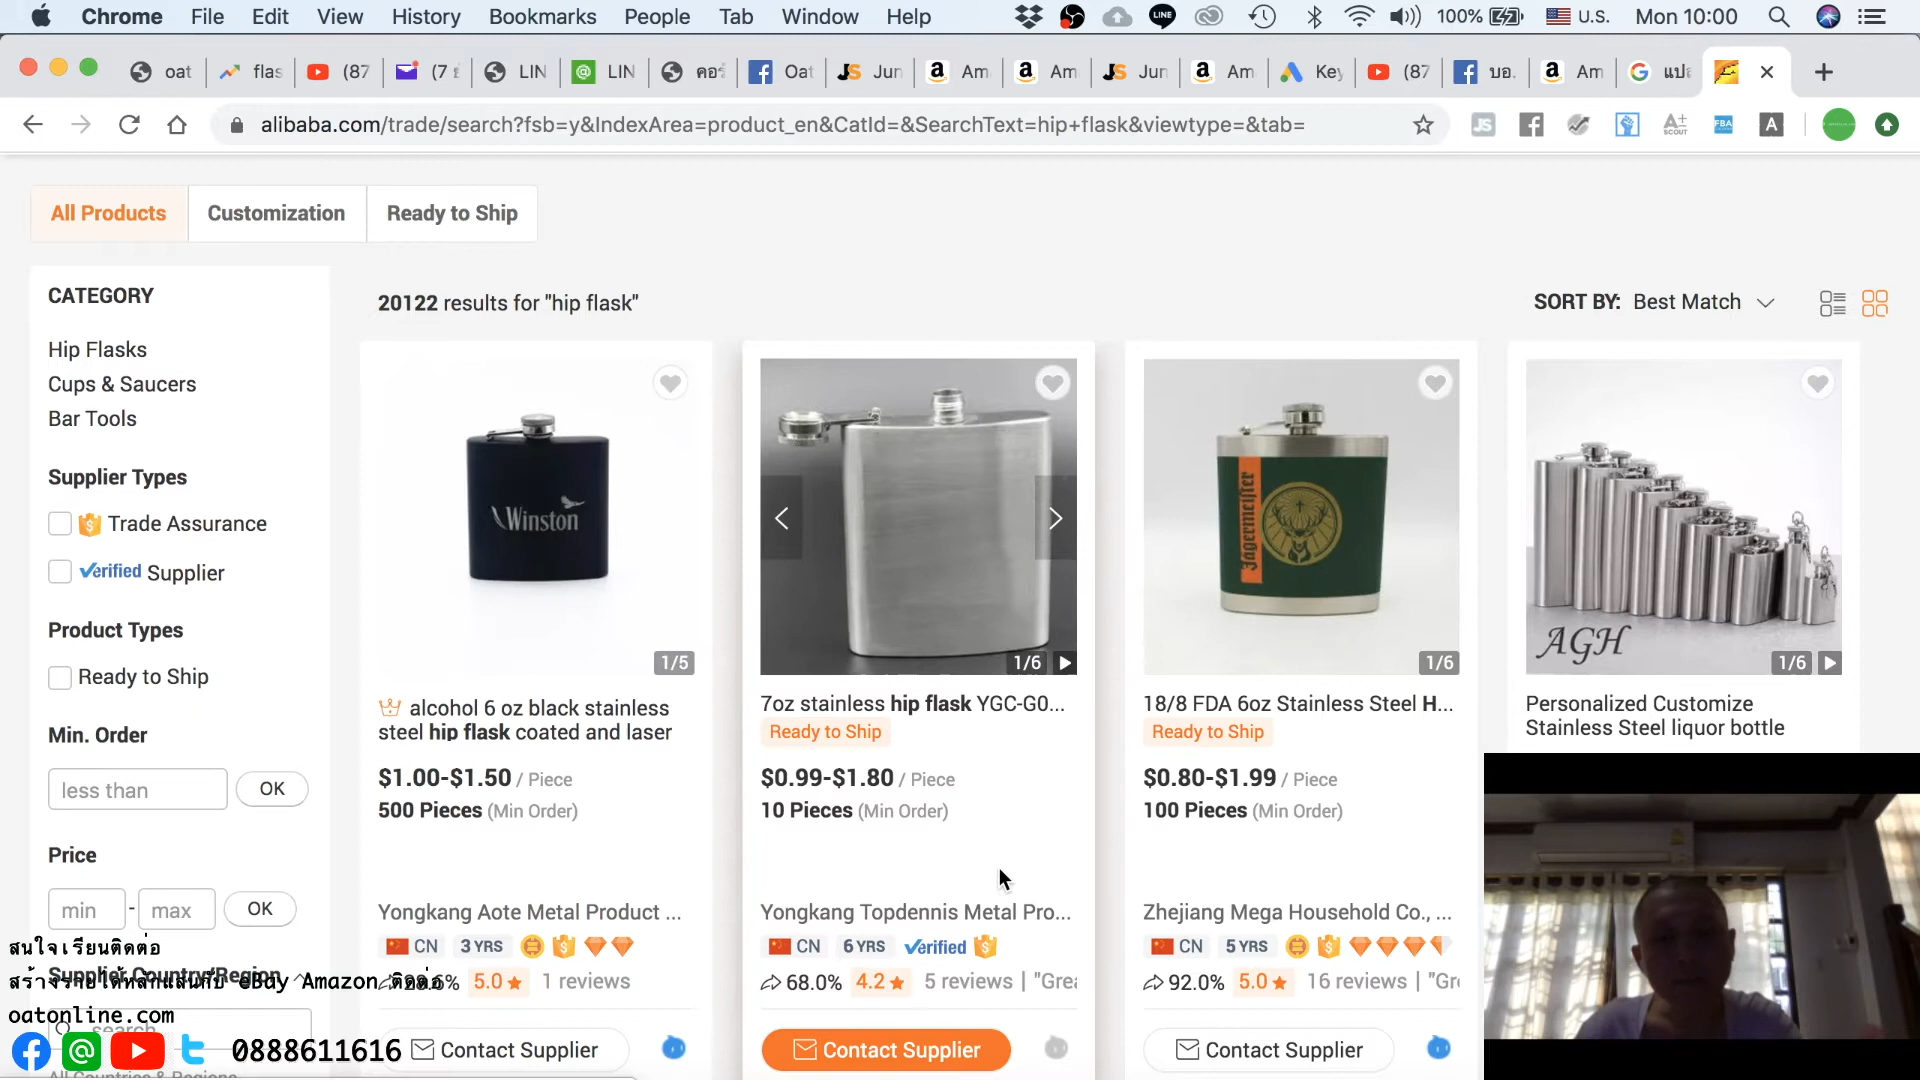 Chrome File Edit View History Bookmarks People Tab Window Help LINE 100% U.S. Mon 10:00
oat flas (87 (7 LIN LIN คอร์ Oat JS Jun Am Am JS Jun Am Key (87 บอ. Am แปล
alibaba.com/trade/search?fsb=y&IndexArea=product_en&CatId=&SearchText=hip+flask&viewtype=&tab=
JS A+ SCOUT FBA A
All Products Customization Ready to Ship
CATEGORY
20122 results for "hip flask"
SORT BY: Best Match
Hip Flasks
Cups & Saucers
Bar Tools
Supplier Types
Trade Assurance
Verified Supplier
Product Types
Ready to Ship
Min. Order
less than OK
Price
min - max OK
Supplier Country/Region
search
All Countries & Regions
Winston
1/5
alcohol 6 oz black stainless
steel hip flask coated and laser
$1.00-$1.50 / Piece
500 Pieces (Min Order)
Yongkang Aote Metal Product ...
CN 3 YRS
5.0 1 reviews
Contact Supplier
1/6
7oz stainless hip flask YGC-G0...
Ready to Ship
$0.99-$1.80 / Piece
10 Pieces (Min Order)
Yongkang Topdennis Metal Pro...
CN 6 YRS Verified
68.0% 4.2 5 reviews | "Grea
Contact Supplier
Jägermeister
1/6
18/8 FDA 6oz Stainless Steel H...
Ready to Ship
$0.80-$1.99 / Piece
100 Pieces (Min Order)
Zhejiang Mega Household Co., ...
CN 5 YRS
92.0% 5.0 16 reviews | "Gr
Contact Supplier
AGH
1/6
Personalized Customize
Stainless Steel liquor bottle
สนใจเรียนติดต่อ
สร้างรายได้หลักแสนกับ eBay Amazon ติดต่อ
oatonline.com
0888611616